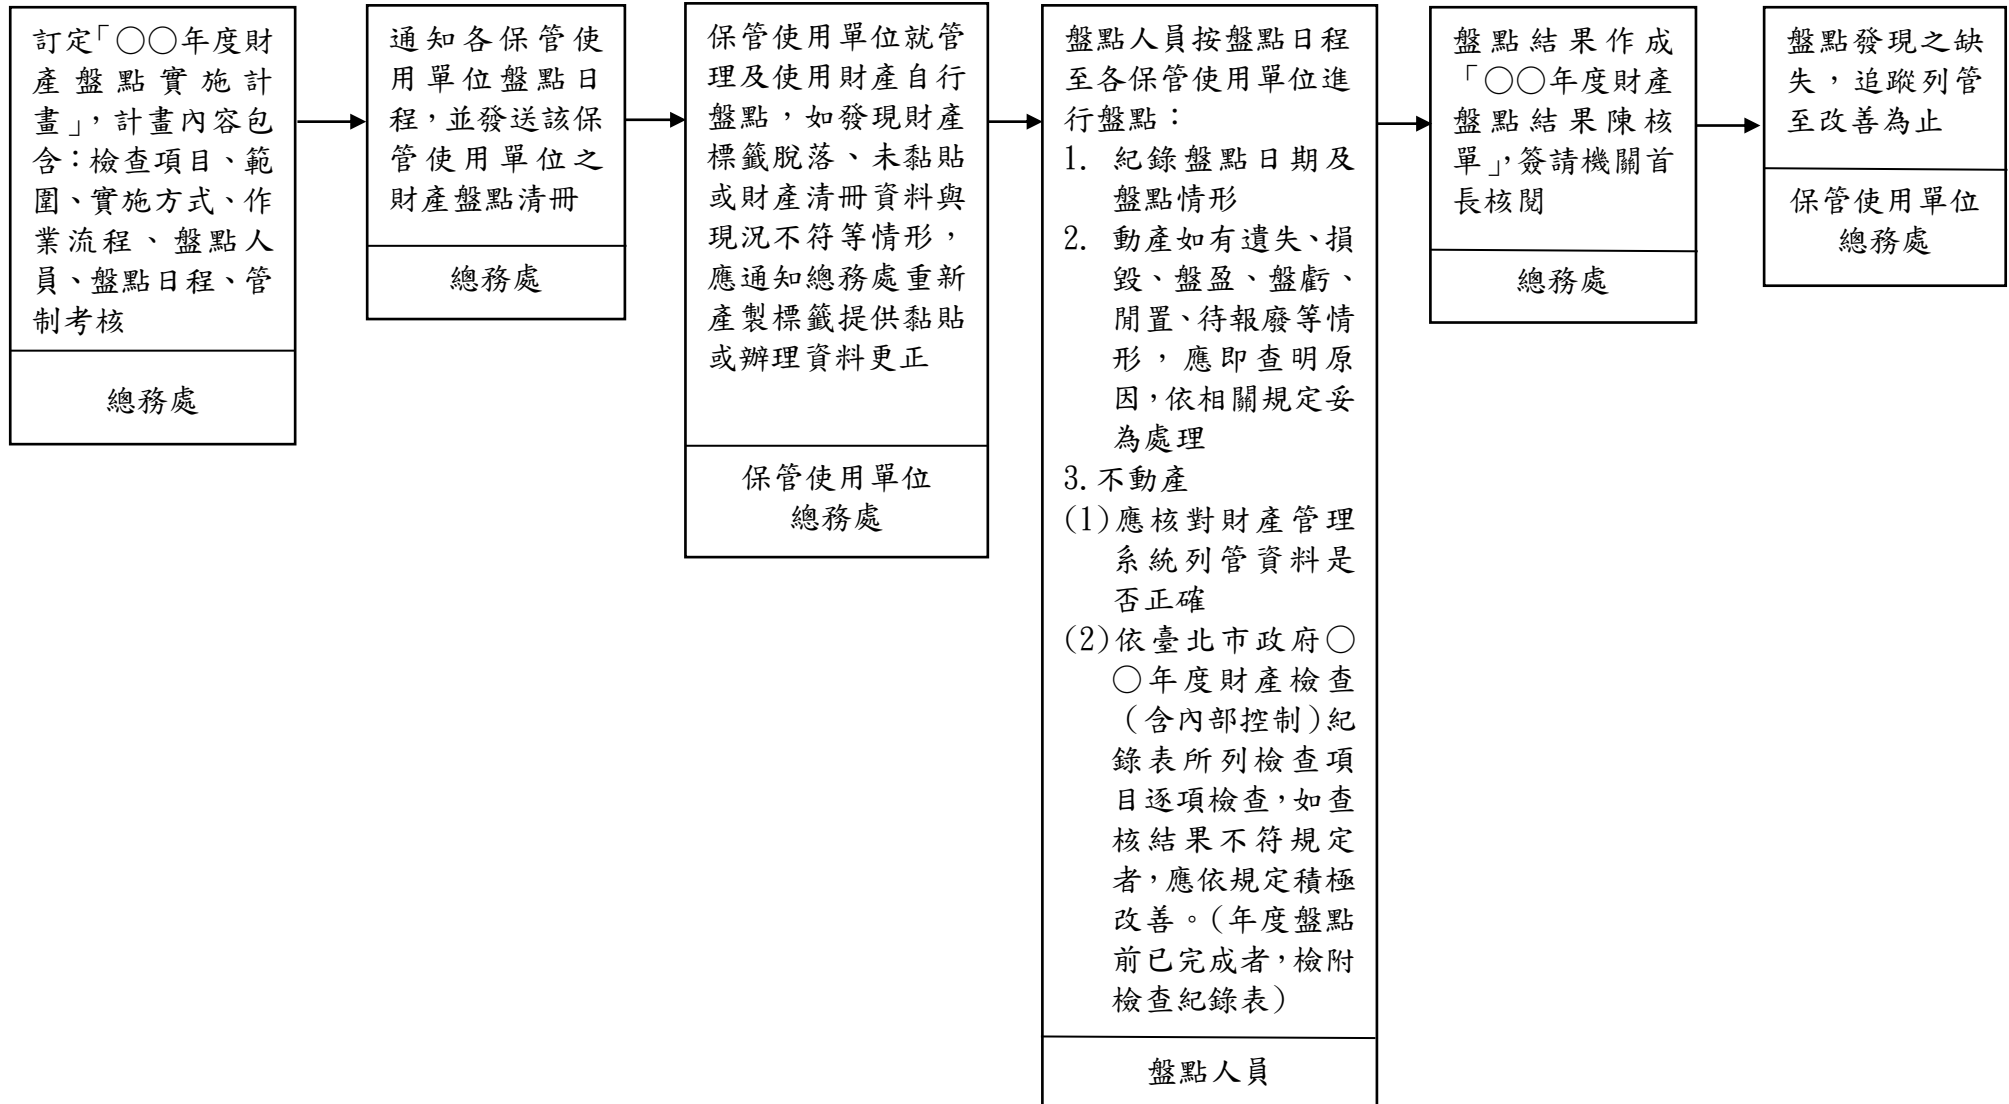 訂定「○○年度財
產盤點實施計
畫」，計畫內容包
含：檢查項目、範
圍、實施方式、作
業流程、盤點人
員、盤點日程、管
制考核
總務處
通知各保管使
用單位盤點日
程，並發送該保
管使用單位之
財產盤點清冊
總務處
保管使用單位就管
理及使用財產自行
盤點，如發現財產
標籤脫落、未黏貼
或財產清冊資料與
現況不符等情形，
應通知總務處重新
產製標籤提供黏貼
或辦理資料更正
保管使用單位
總務處
盤點人員按盤點日程
至各保管使用單位進
行盤點：
1. 紀錄盤點日期及
盤點情形
2. 動產如有遺失、損
毀、盤盈、盤虧、
閒置、待報廢等情
形，應即查明原
因，依相關規定妥
為處理
3.不動產
(1)應核對財產管理
系統列管資料是
否正確
(2)依臺北市政府○
○年度財產檢查
（含內部控制）紀
錄表所列檢查項
目逐項檢查，如查
核結果不符規定
者，應依規定積極
改善。（年度盤點
前已完成者，檢附
檢查紀錄表）
盤點人員
盤點結果作成
「○○年度財產
盤點結果陳核
單」，簽請機關首
長核閱
總務處
盤點發現之缺
失，追蹤列管
至改善為止
保管使用單位
總務處